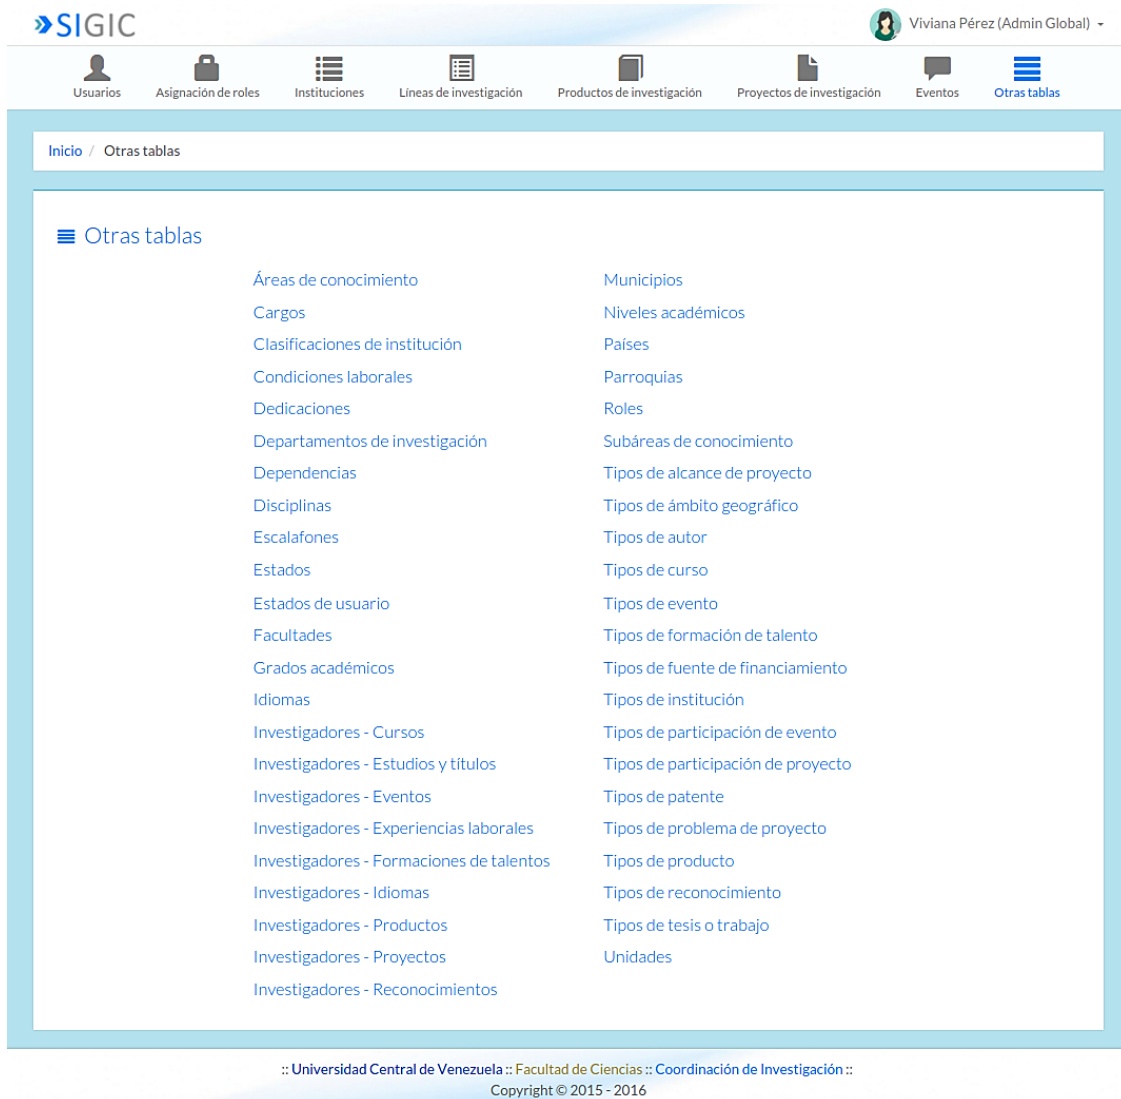 SIGIC
Viviana Pérez (Admin Global)
Usuarios
Asignación de roles
Instituciones
Líneas de investigación
Productos de investigación
Proyectos de investigación
Eventos
Otras tablas
Inicio / Otras tablas
Otras tablas
Áreas de conocimiento
Cargos
Clasificaciones de institución
Condiciones laborales
Dedicaciones
Departamentos de investigación
Dependencias
Disciplinas
Escalafones
Estados
Estados de usuario
Facultades
Grados académicos
Idiomas
Investigadores - Cursos
Investigadores - Estudios y títulos
Investigadores - Eventos
Investigadores - Experiencias laborales
Investigadores - Formaciones de talentos
Investigadores - Idiomas
Investigadores - Productos
Investigadores - Proyectos
Investigadores - Reconocimientos
Municipios
Niveles académicos
Países
Parroquias
Roles
Subáreas de conocimiento
Tipos de alcance de proyecto
Tipos de ámbito geográfico
Tipos de autor
Tipos de curso
Tipos de evento
Tipos de formación de talento
Tipos de fuente de financiamiento
Tipos de institución
Tipos de participación de evento
Tipos de participación de proyecto
Tipos de patente
Tipos de problema de proyecto
Tipos de producto
Tipos de reconocimiento
Tipos de tesis o trabajo
Unidades
:: Universidad Central de Venezuela :: Facultad de Ciencias :: Coordinación de Investigación ::
Copyright © 2015 - 2016